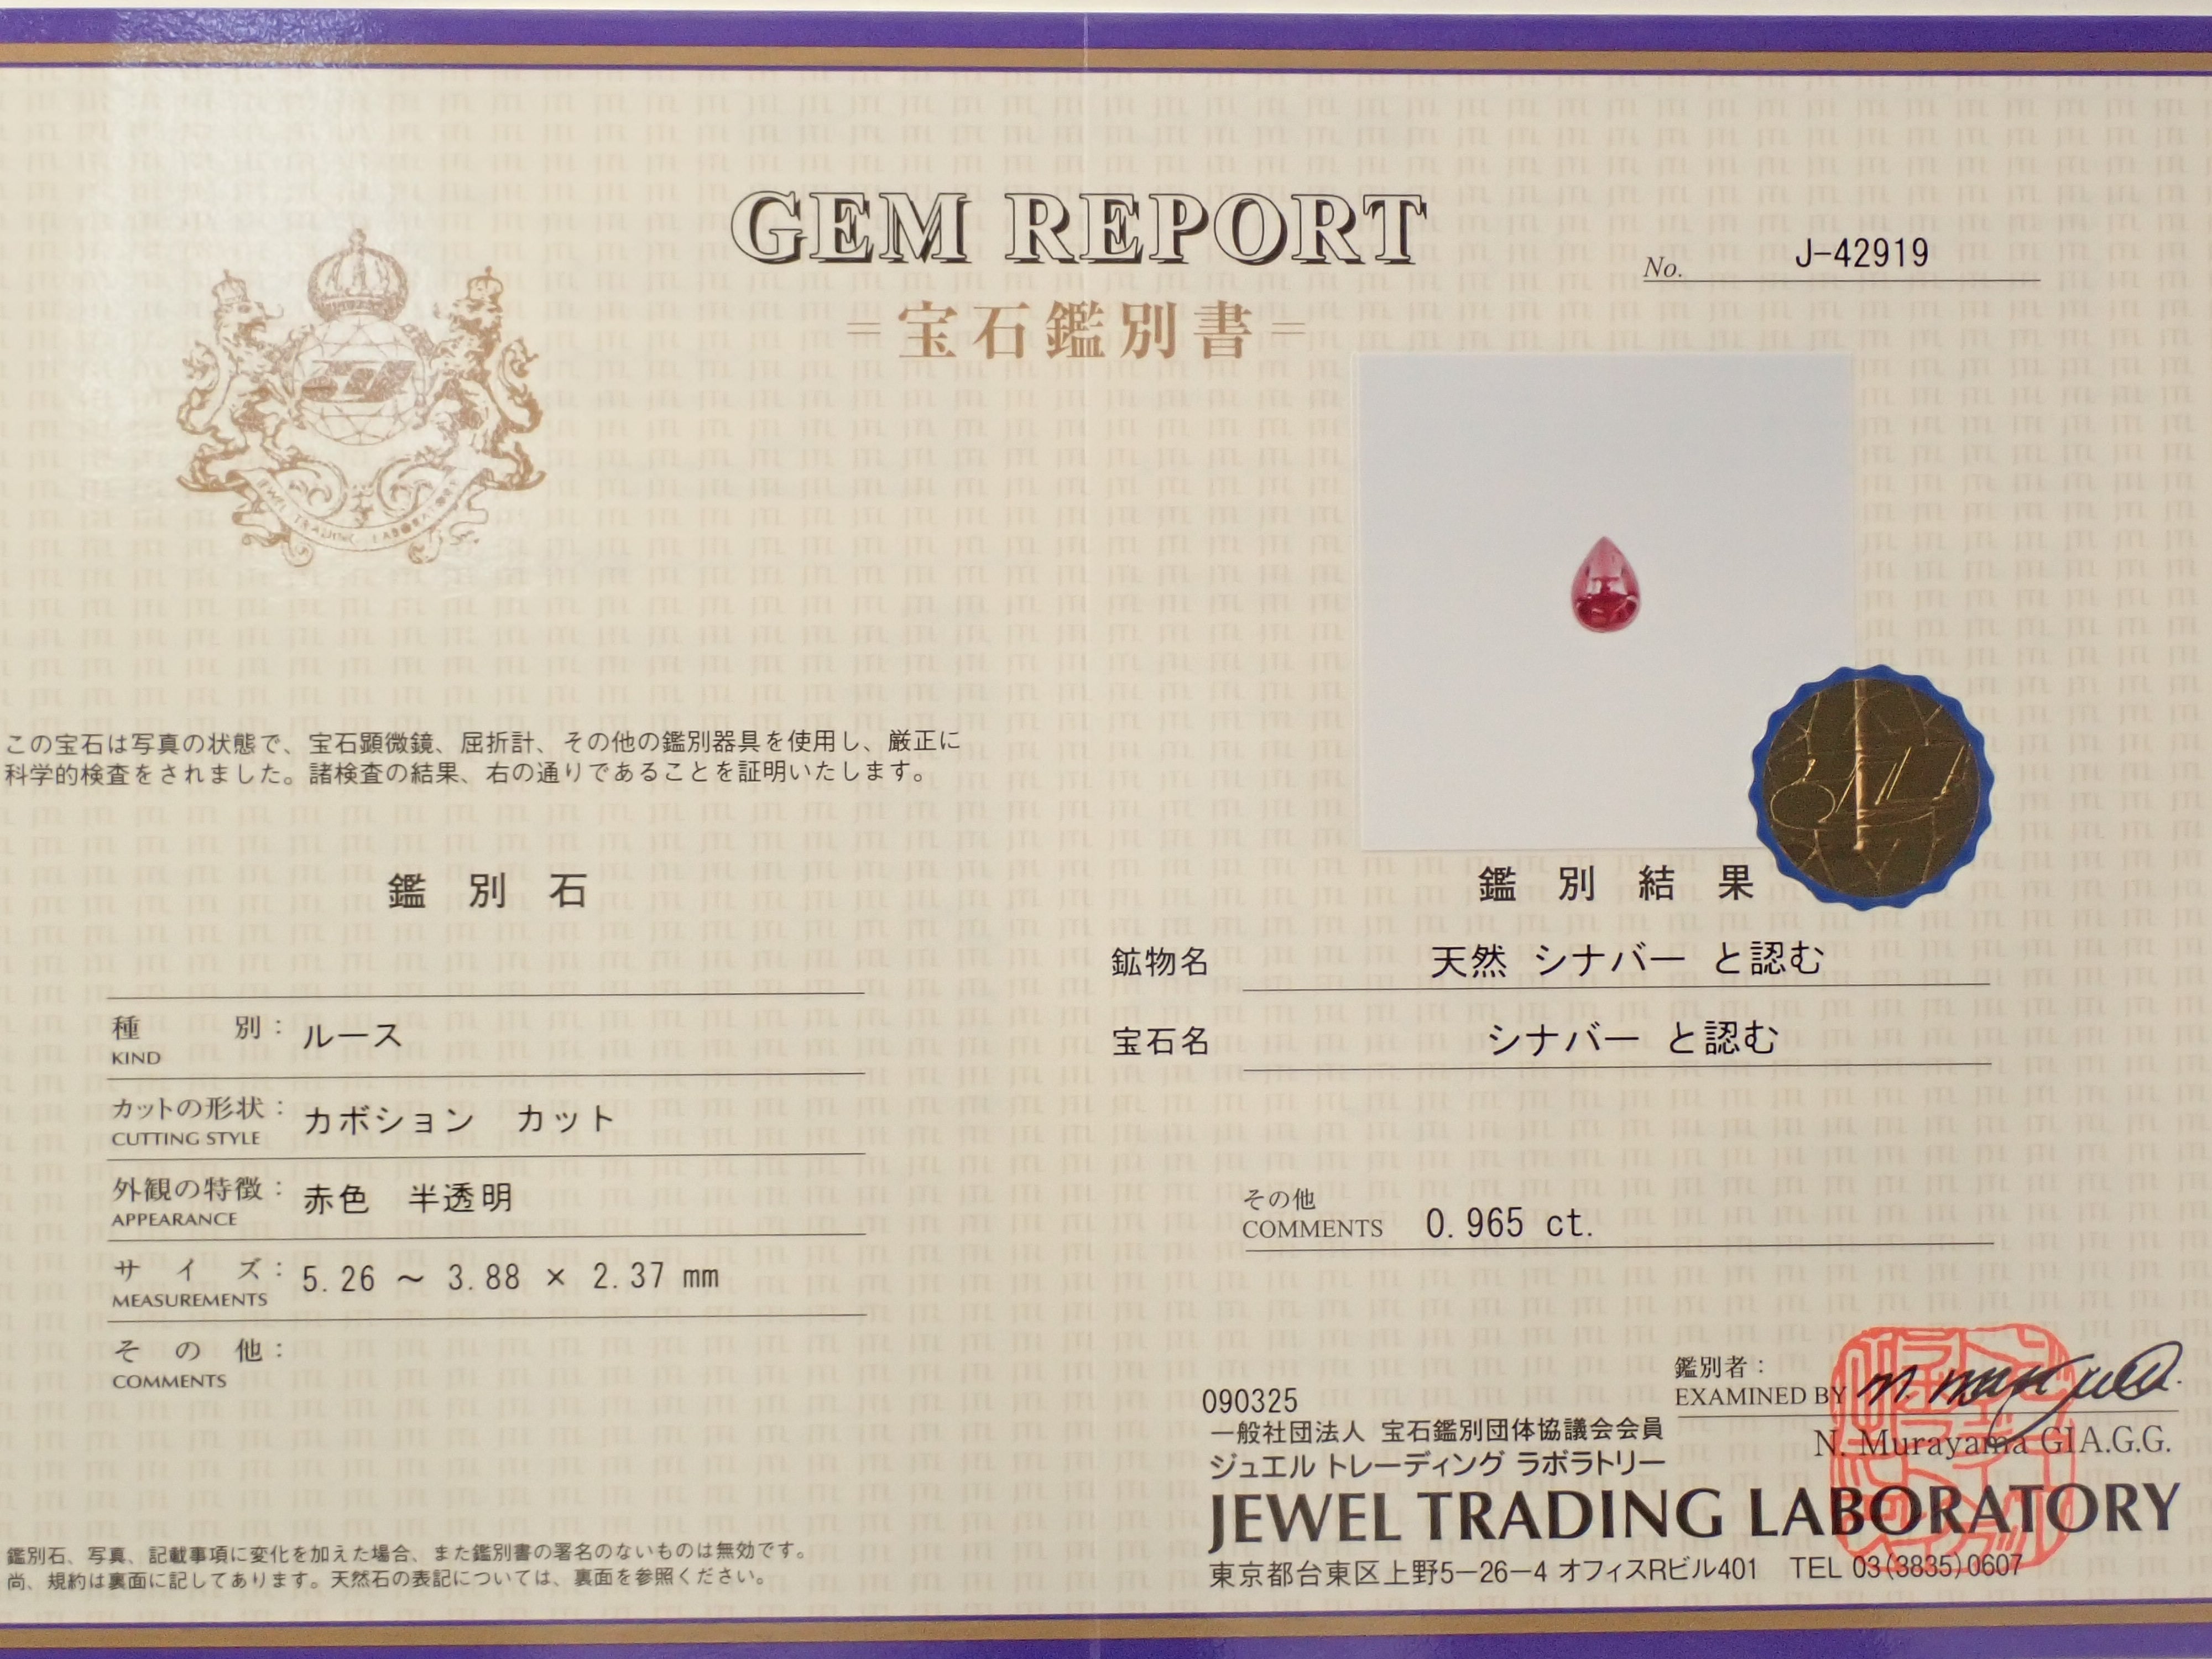 GEM REPORT
=宝石鑑別書=
No. J-42919
この宝石は写真の状態で、宝石顕微鏡、屈折計、その他の鑑別器具を使用し、厳正に
科学的検査をされました。諸検査の結果、右の通りであることを証明いたします。
鑑別石
種別: ルース
KIND
カットの形状: カボション カット
CUTTING STYLE
外観の特徴: 赤色 半透明
APPEARANCE
サイズ: 5.26 ～ 3.88 × 2.37 mm
MEASUREMENTS
その他:
COMMENTS
鑑別石、写真、記載事項に変化を加えた場合、また鑑別書の署名のないものは無効です。
尚、規約は裏面に記してあります。天然石の表記については、裏面を参照ください。
鑑別結果
鉱物名 天然 シナバー と認む
宝石名 シナバー と認む
その他
COMMENTS 0.965 ct.
鑑別者:
EXAMINED BY
N. Murayama GIA.G.G.
090325
一般社団法人 宝石鑑別団体協議会会員
ジュエル トレーディング ラボラトリー
JEWEL TRADING LABORATORY
東京都台東区上野5－26－4 オフィスRビル401 TEL 03(3835)0607